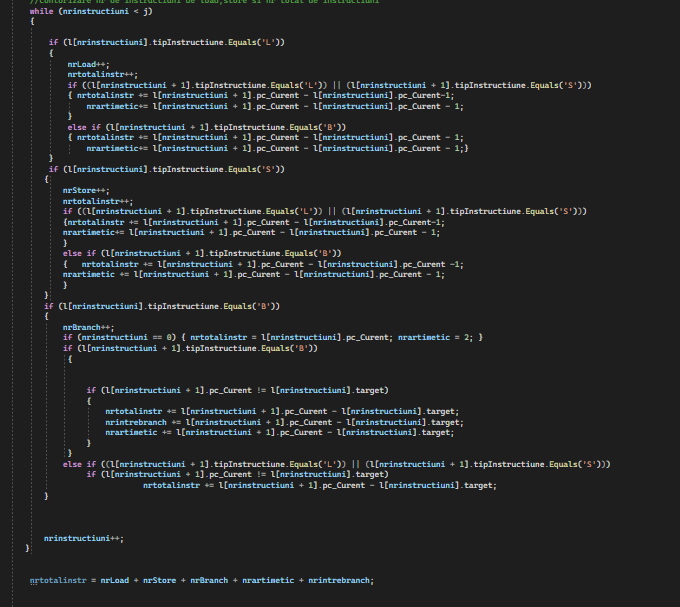 //contorizare nr de instructiuni de load,store si nr total de instructiuni
while (nrinstructiuni < j)
{
if (l[nrinstructiuni].tipInstructiune.Equals('L'))
{
nrLoad++;
nrtotalinstr++;
if ((l[nrinstructiuni + 1].tipInstructiune.Equals('L')) || (l[nrinstructiuni + 1].tipInstructiune.Equals('S')))
{ nrtotalinstr += l[nrinstructiuni + 1].pc_Curent - l[nrinstructiuni].pc_Curent-1;
nrartimetic+= l[nrinstructiuni + 1].pc_Curent - l[nrinstructiuni].pc_Curent - 1;
}
else if (l[nrinstructiuni + 1].tipInstructiune.Equals('B'))
{ nrtotalinstr += l[nrinstructiuni + 1].pc_Curent - l[nrinstructiuni].pc_Curent - 1;
nrartimetic+= l[nrinstructiuni + 1].pc_Curent - l[nrinstructiuni].pc_Curent - 1;}
}
if (l[nrinstructiuni].tipInstructiune.Equals('S'))
{
nrStore++;
nrtotalinstr++;
if ((l[nrinstructiuni + 1].tipInstructiune.Equals('L')) || (l[nrinstructiuni + 1].tipInstructiune.Equals('S')))
{nrtotalinstr += l[nrinstructiuni + 1].pc_Curent - l[nrinstructiuni].pc_Curent-1;
nrartimetic+= l[nrinstructiuni + 1].pc_Curent - l[nrinstructiuni].pc_Curent - 1;
}
else if (l[nrinstructiuni + 1].tipInstructiune.Equals('B'))
{ nrtotalinstr += l[nrinstructiuni + 1].pc_Curent - l[nrinstructiuni].pc_Curent -1;
nrartimetic += l[nrinstructiuni + 1].pc_Curent - l[nrinstructiuni].pc_Curent - 1;
}
}
if (l[nrinstructiuni].tipInstructiune.Equals('B'))
{
nrBranch++;
if (nrinstructiuni == 0) { nrtotalinstr = l[nrinstructiuni].pc_Curent; nrartimetic = 2; }
if (l[nrinstructiuni + 1].tipInstructiune.Equals('B'))
{
if (l[nrinstructiuni + 1].pc_Curent != l[nrinstructiuni].target)
{
nrtotalinstr += l[nrinstructiuni + 1].pc_Curent - l[nrinstructiuni].target;
nrintrebranch += l[nrinstructiuni + 1].pc_Curent - l[nrinstructiuni].target;
nrartimetic += l[nrinstructiuni + 1].pc_Curent - l[nrinstructiuni].target;
}
}
else if ((l[nrinstructiuni + 1].tipInstructiune.Equals('L')) || (l[nrinstructiuni + 1].tipInstructiune.Equals('S')))
if (l[nrinstructiuni + 1].pc_Curent != l[nrinstructiuni].target)
nrtotalinstr += l[nrinstructiuni + 1].pc_Curent - l[nrinstructiuni].target;
}
nrinstructiuni++;
}
nrtotalinstr = nrLoad + nrStore + nrBranch + nrartimetic + nrintrebranch;